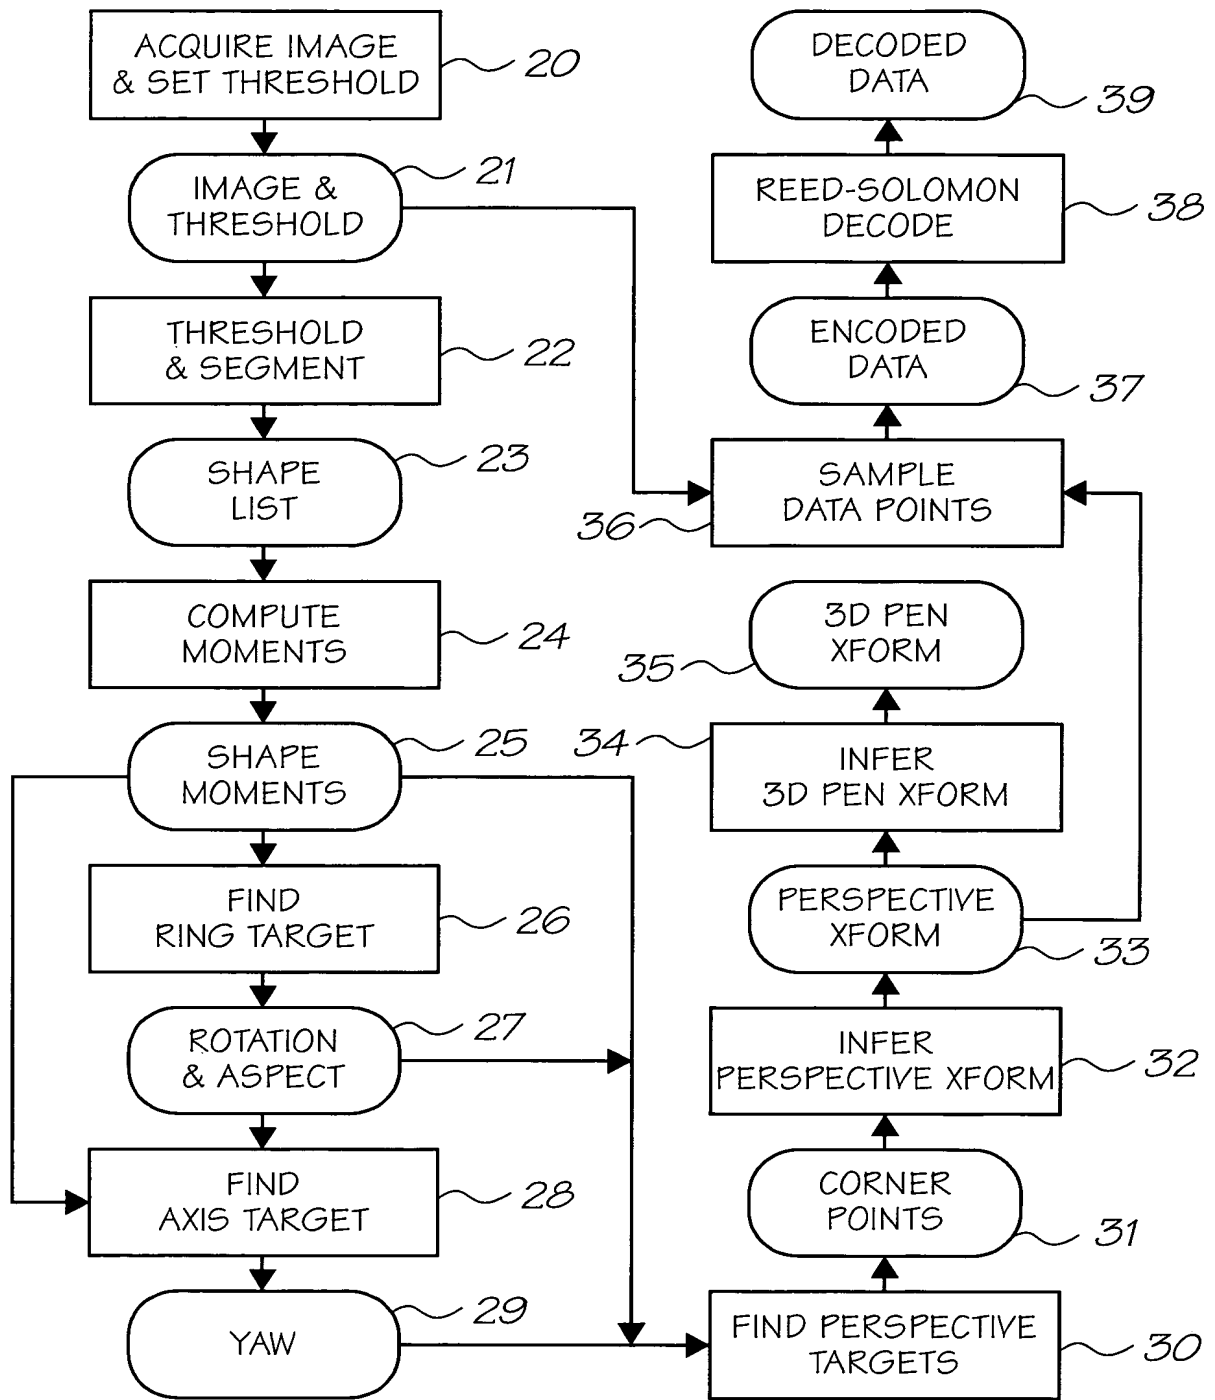 ACQUIRE IMAGE
& SET THRESHOLD
20
IMAGE &
THRESHOLD
21
THRESHOLD
& SEGMENT
22
SHAPE
LIST
23
COMPUTE
MOMENTS
24
SHAPE
MOMENTS
25
FIND
RING TARGET
26
ROTATION
& ASPECT
27
FIND
AXIS TARGET
28
YAW
29
DECODED
DATA
39
REED-SOLOMON
DECODE
38
ENCODED
DATA
37
SAMPLE
DATA POINTS
36
3D PEN
XFORM
35
INFER
3D PEN XFORM
34
PERSPECTIVE
XFORM
33
INFER
PERSPECTIVE XFORM
32
CORNER
POINTS
31
FIND PERSPECTIVE
TARGETS
30